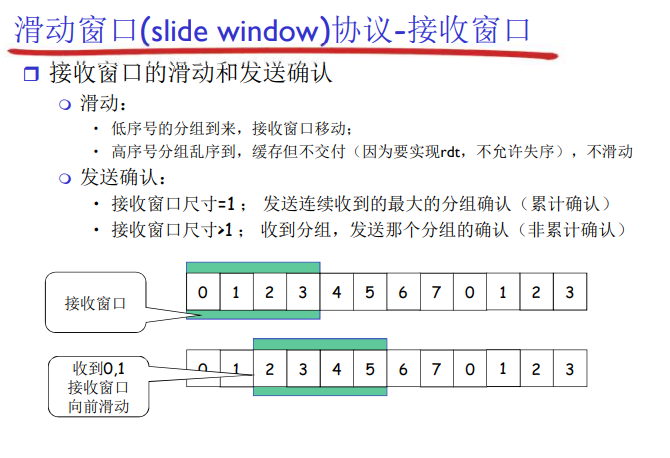 滑动窗口(slide window)协议-接收窗口
接收窗口的滑动和发送确认
滑动：
• 低序号的分组到来，接收窗口移动；
• 高序号分组乱序到，缓存但不交付（因为要实现rdt，不允许失序），不滑动
发送确认：
• 接收窗口尺寸=1； 发送连续收到的最大的分组确认（累计确认）
• 接收窗口尺寸>1； 收到分组，发送那个分组的确认（非累计确认）
接收窗口
0 1 2 3 4 5 6 7 0 1 2 3
收到0,1
接收窗口
向前滑动
0 1 2 3 4 5 6 7 0 1 2 3